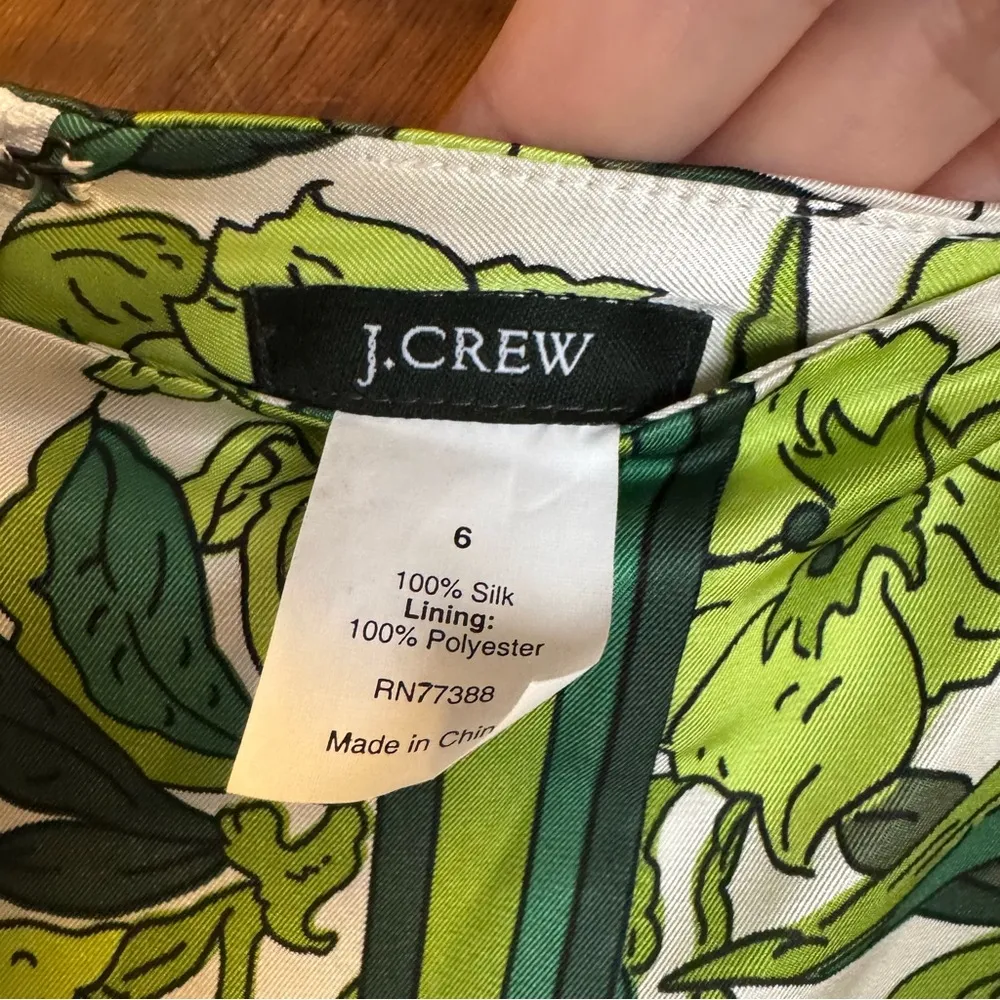 J.CREW
6
100% Silk
Lining:
100% Polyester
RN77388
Made in Chin